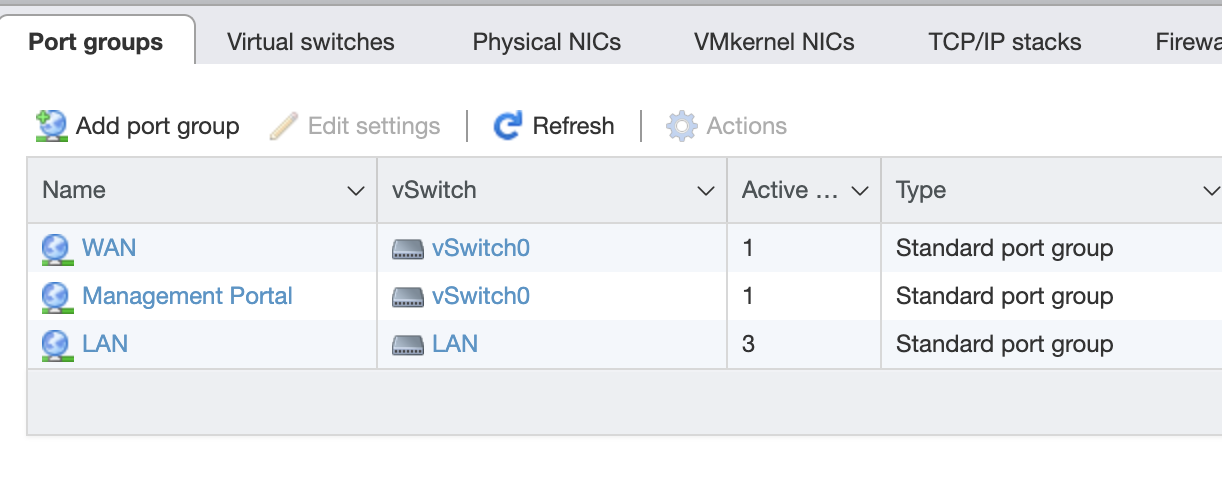 Port groups Virtual switches Physical NICs VMkernel NICs TCP/IP stacks Firewa
Add port group Edit settings Refresh Actions
Name vSwitch Active ... Type
WAN vSwitch0 1 Standard port group
Management Portal vSwitch0 1 Standard port group
LAN LAN 3 Standard port group